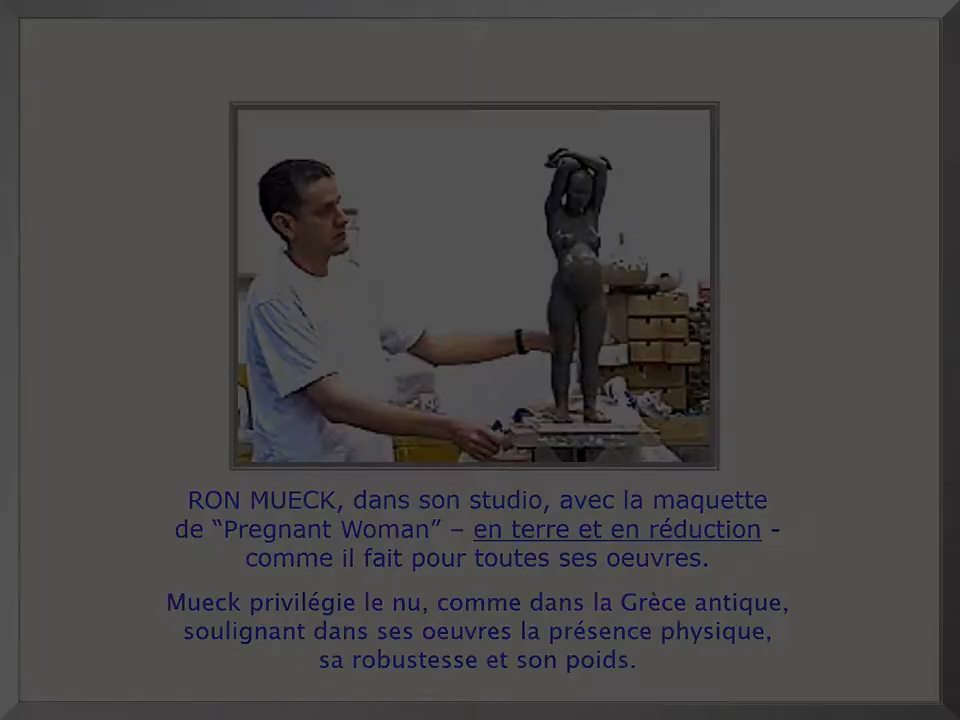 RON MUECK, dans son studio, avec la maquette
de “Pregnant Woman” – en terre et en réduction -
comme il fait pour toutes ses oeuvres.
Mueck privilégie le nu, comme dans la Grèce antique,
soulignant dans ses oeuvres la présence physique,
sa robustesse et son poids.